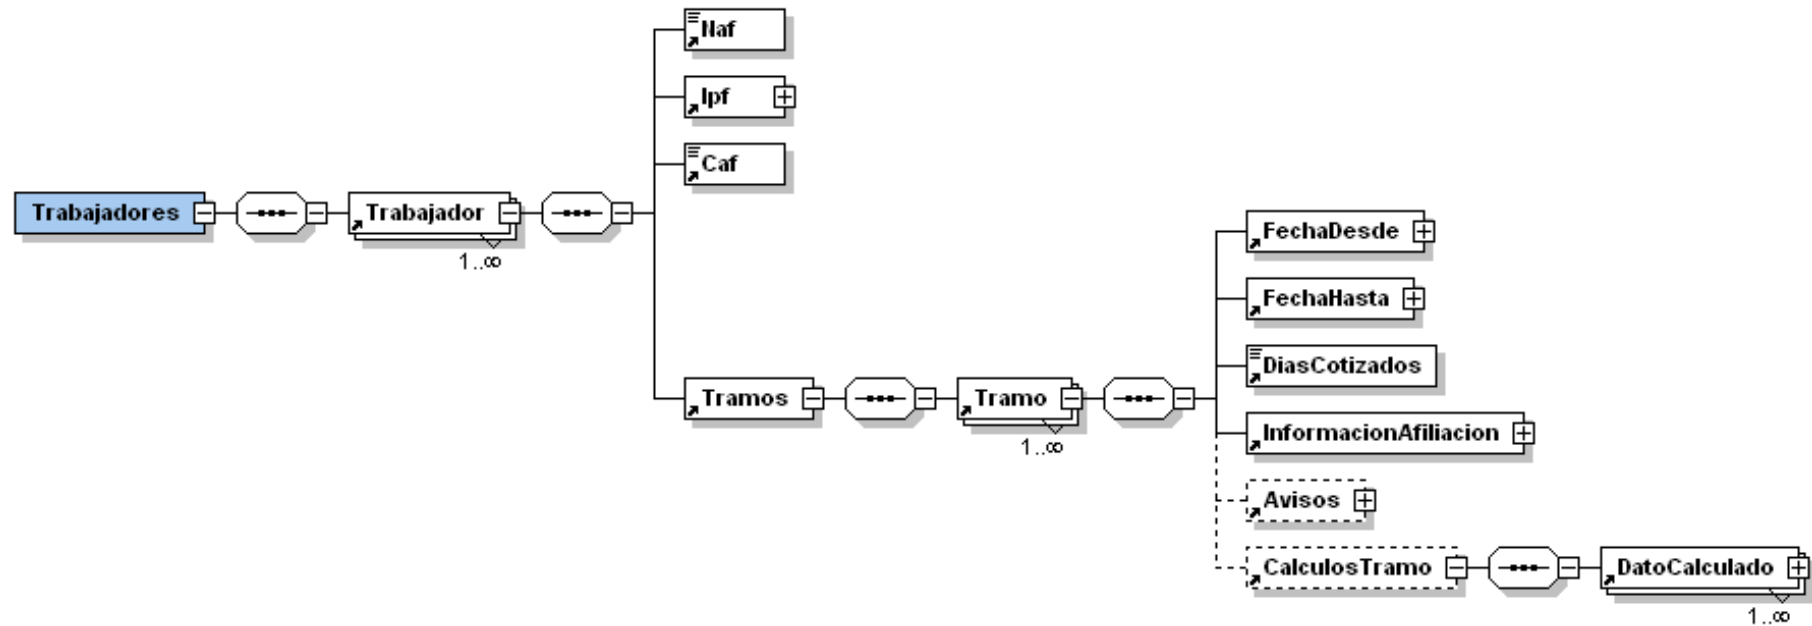 Naf
Ipf
Caf
Trabajadores
Trabajador
1..∞
FechaDesde
FechaHasta
DiasCotizados
Tramos
Tramo
1..∞
InformacionAfiliacion
Avisos
CalculosTramo
DatoCalculado
1..∞